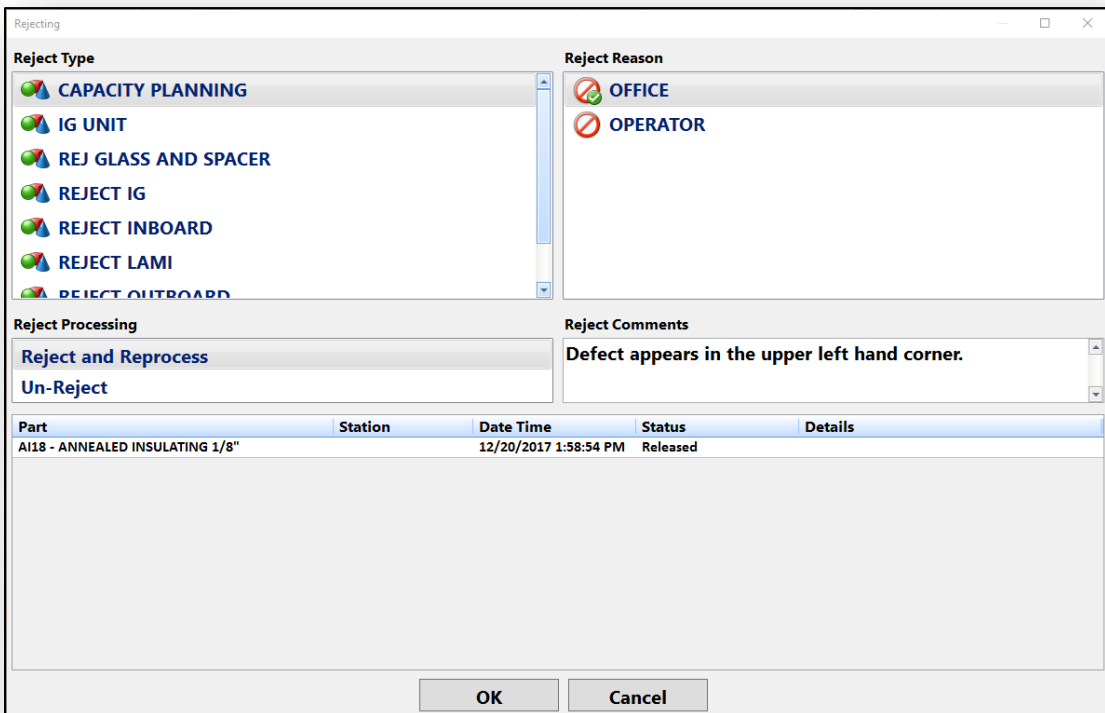 Rejecting
Reject Type
CAPACITY PLANNING
IG UNIT
REJ GLASS AND SPACER
REJECT IG
REJECT INBOARD
REJECT LAMI
REJECT OUTBOARD
Reject Reason
OFFICE
OPERATOR
Reject Processing
Reject and Reprocess
Un-Reject
Reject Comments
Defect appears in the upper left hand corner.
Part Station Date Time Status Details
AI18 - ANNEALED INSULATING 1/8" 12/20/2017 1:58:54 PM Released
OK Cancel